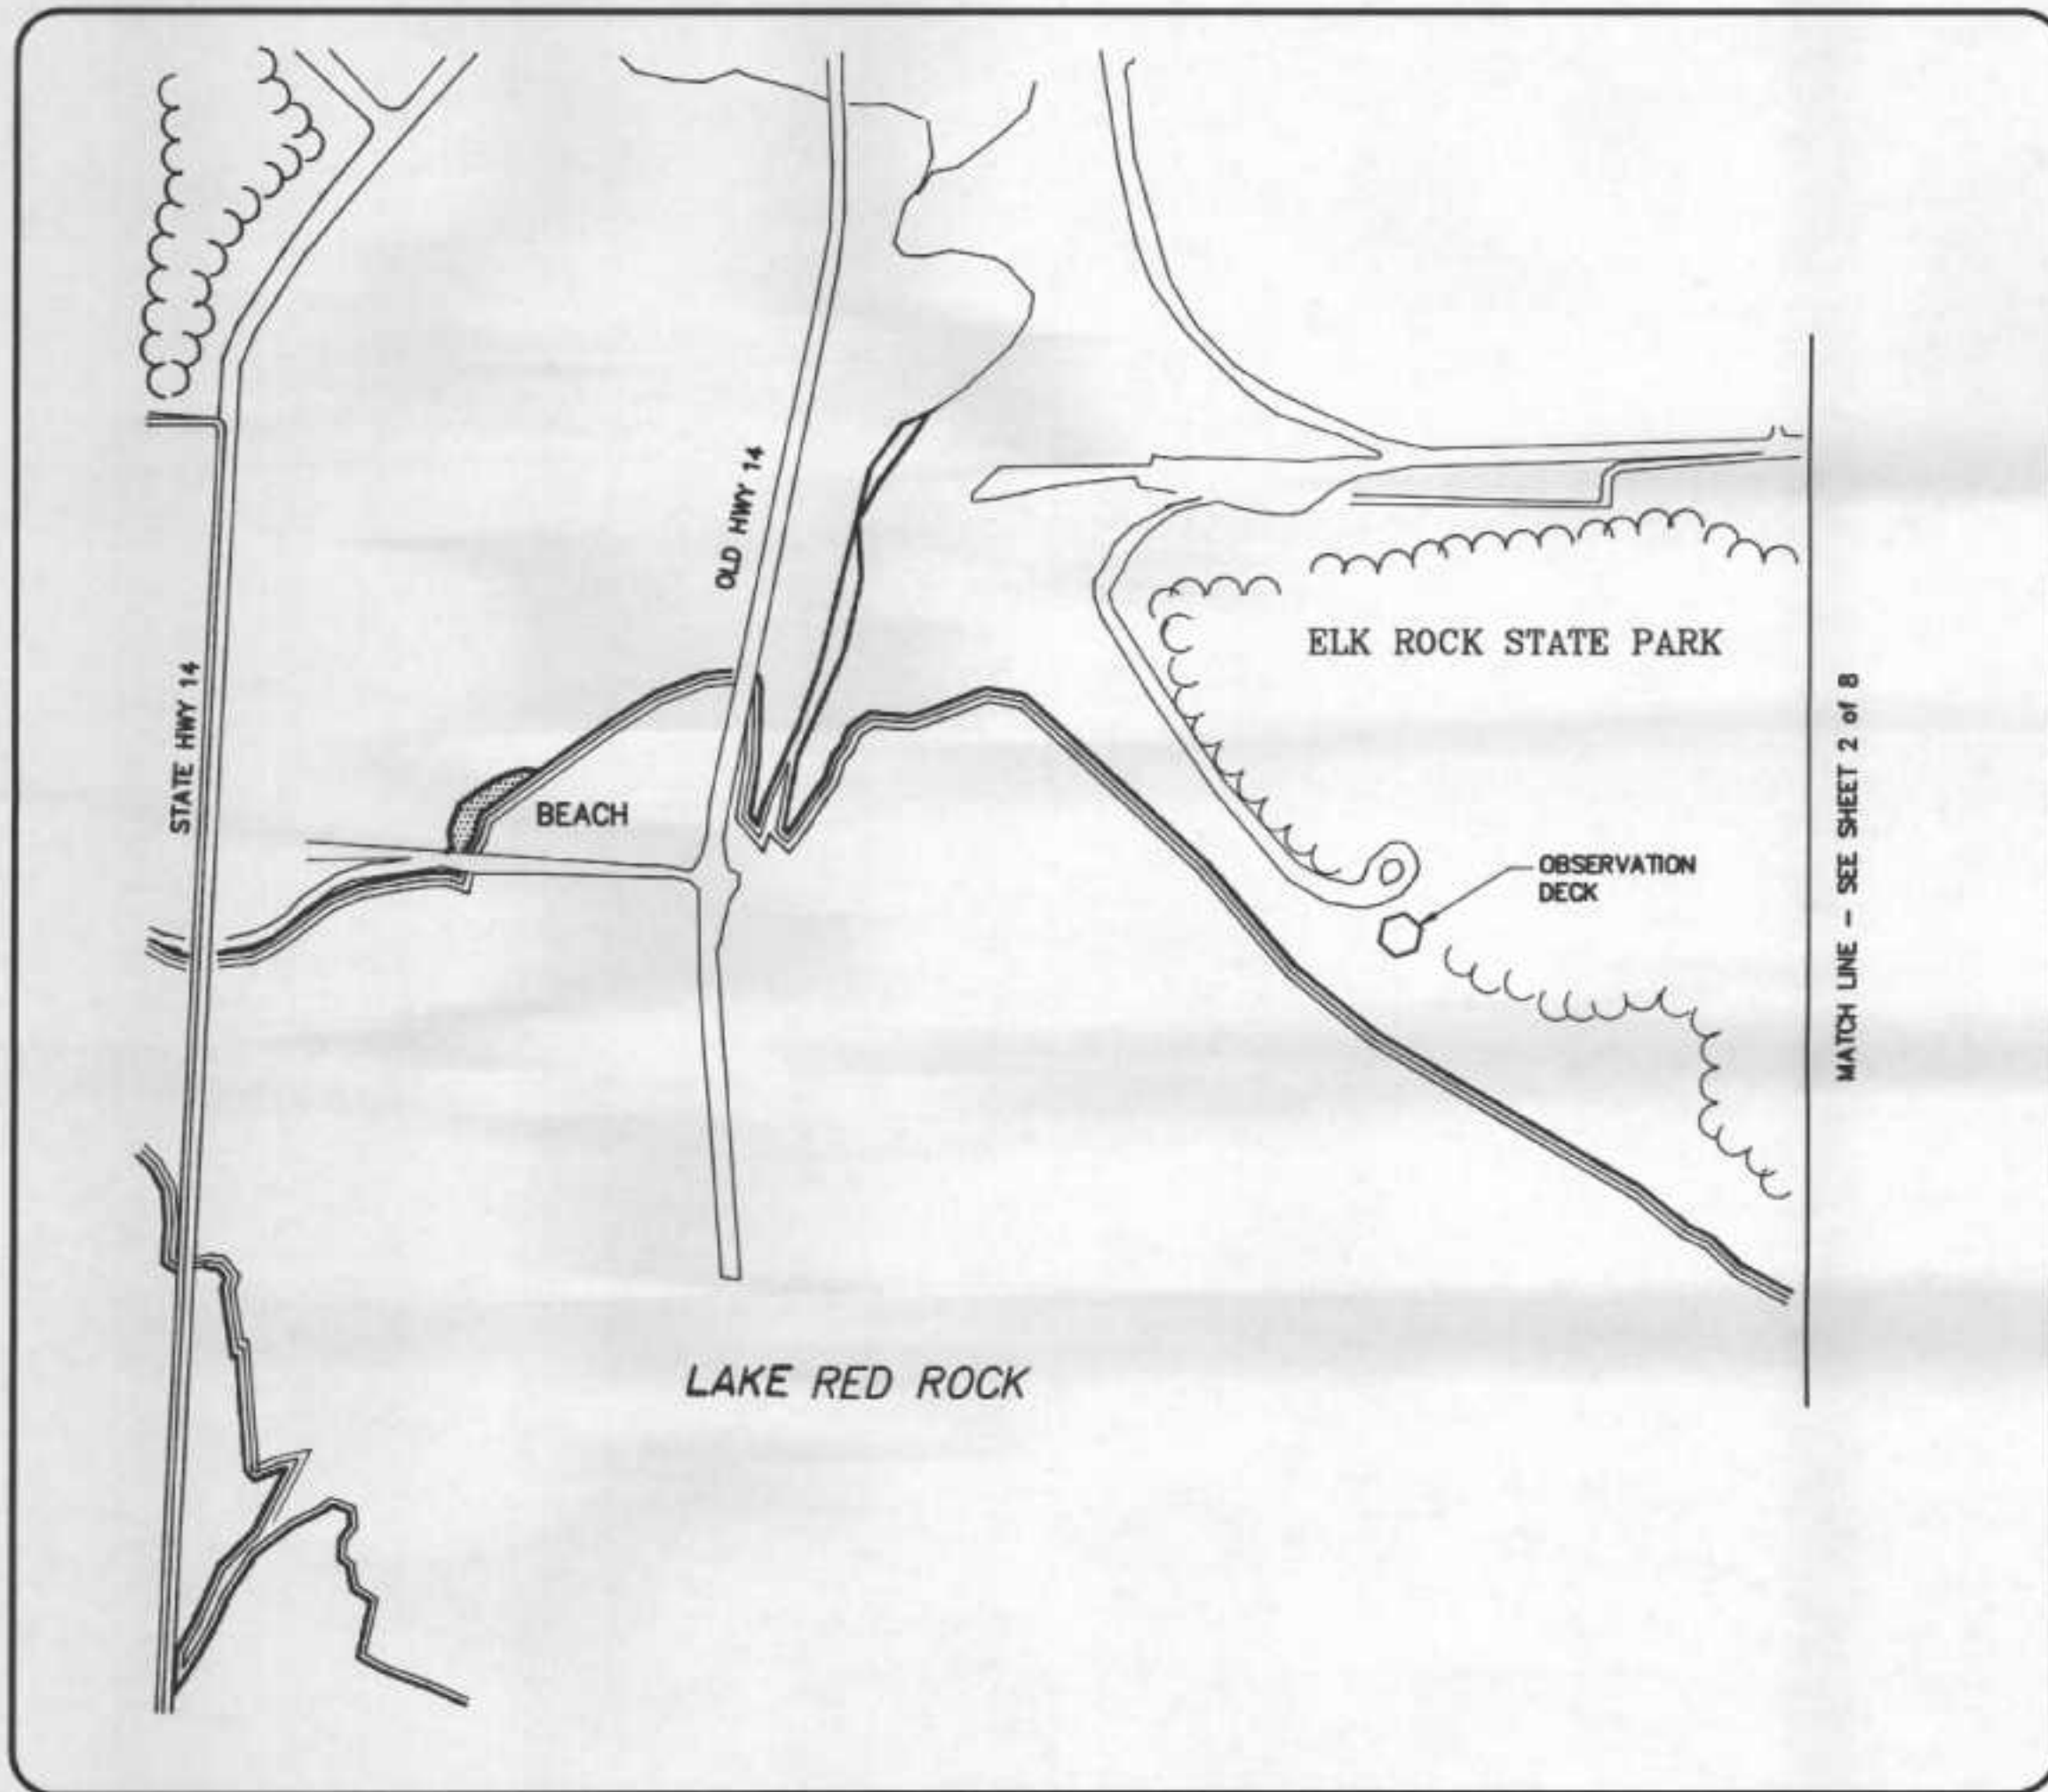 OLD HWY 14
ELK ROCK STATE PARK
STATE HWY 14
BEACH
OBSERVATION
DECK
MATCH LINE - SEE SHEET 2 of 8
LAKE RED ROCK